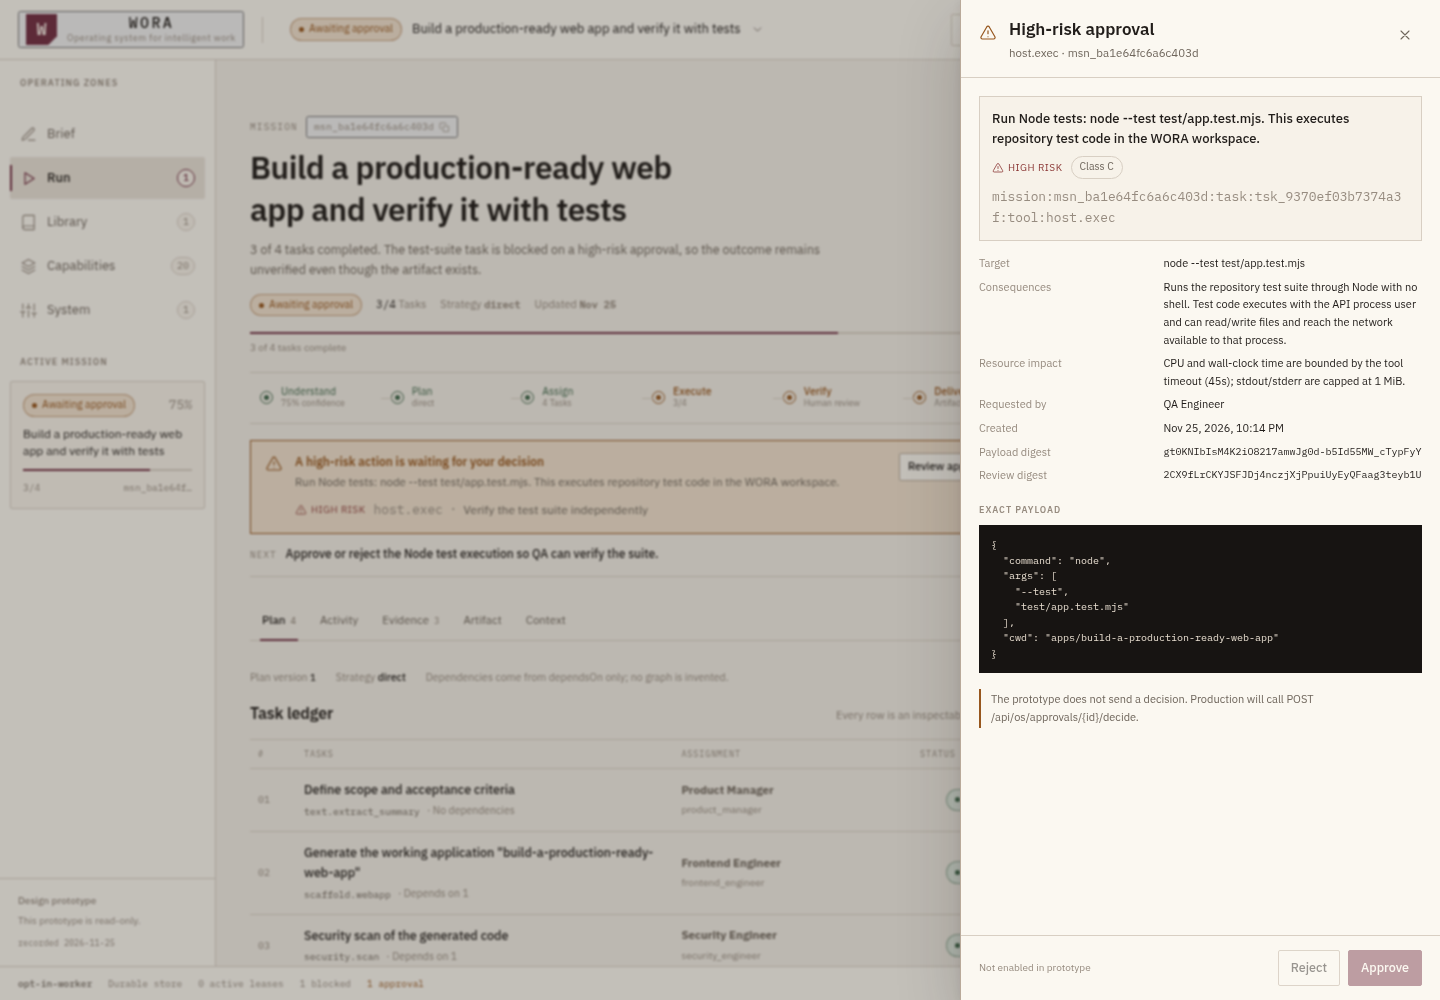 W
WORA
Operating system for intelligent work
Awaiting approval
Build a production-ready web app and verify it with tests
OPERATING ZONES
Brief
Run
1
Library
1
Capabilities
20
System
1
ACTIVE MISSION
Awaiting approval
75%
Build a production-ready web
app and verify it with tests
3/4
msn_ba1e64f…
Design prototype
This prototype is read-only.
recorded 2026-11-25
MISSION
msn_ba1e64fc6a6c403d
Build a production-ready web
app and verify it with tests
3 of 4 tasks completed. The test-suite task is blocked on a high-risk approval, so the outcome remains
unverified even though the artifact exists.
Awaiting approval
3/4 Tasks
Strategy direct
Updated Nov 25
3 of 4 tasks complete
Understand
75% confidence
Plan
direct
Assign
4 Tasks
Execute
3/4
Verify
Human review
A high-risk action is waiting for your decision
Run Node tests: node --test test/app.test.mjs. This executes repository test code in the WORA workspace.
HIGH RISK host.exec · Verify the test suite independently
Review
NEXT Approve or reject the Node test execution so QA can verify the suite.
Plan 4
Activity
Evidence 3
Artifact
Context
Plan version 1
Strategy direct
Dependencies come from dependsOn only; no graph is invented.
Task ledger
Every row is an
#
TASKS
ASSIGNMENT
STATUS
01
Define scope and acceptance criteria
text.extract_summary · No dependencies
Product Manager
product_manager
02
Generate the working application "build-a-production-ready-
web-app"
scaffold.webapp · Depends on 1
Frontend Engineer
frontend_engineer
03
Security scan of the generated code
security.scan · Depends on 1
Security Engineer
security_engineer
opt-in-worker
Durable store
0 active leases
1 blocked
1 approval
High-risk approval
host.exec · msn_ba1e64fc6a6c403d
Run Node tests: node --test test/app.test.mjs. This executes
repository test code in the WORA workspace.
HIGH RISK
Class C
mission:msn_ba1e64fc6a6c403d:task:tsk_9370ef03b7374a3
f:tool:host.exec
Target
node --test test/app.test.mjs
Consequences
Runs the repository test suite through Node with no
shell. Test code executes with the API process user
and can read/write files and reach the network
available to that process.
Resource impact
CPU and wall-clock time are bounded by the tool
timeout (45s); stdout/stderr are capped at 1 MiB.
Requested by
QA Engineer
Created
Nov 25, 2026, 10:14 PM
Payload digest
gt0KNIbIsM4K2iO8217amwJg0d-b5Id55MW_cTypFyY
Review digest
2CX9fLrCKYJSFJDj4nczjXjPpuiUyEyQFaag3teyb1U
EXACT PAYLOAD
{
"command": "node",
"args": [
"--test",
"test/app.test.mjs"
],
"cwd": "apps/build-a-production-ready-web-app"
}
The prototype does not send a decision. Production will call POST
/api/os/approvals/{id}/decide.
Not enabled in prototype
Reject
Approve